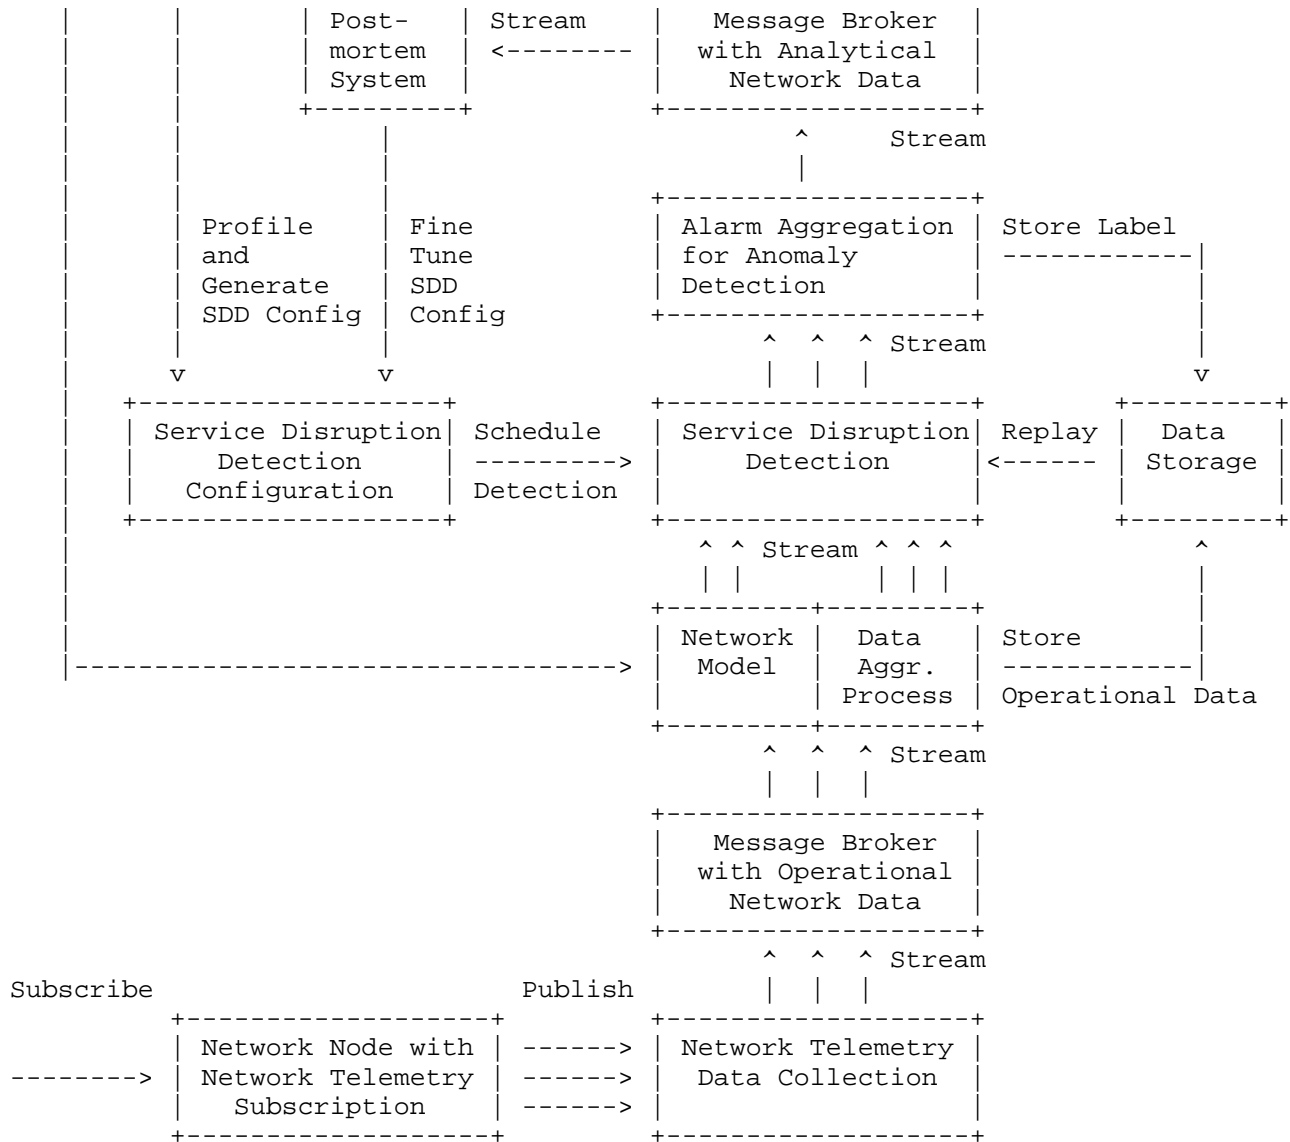 Post- Stream Message Broker
mortem <-------- with Analytical
System Network Data
+---------+ +-------------------+
^ Stream
+-------------------+
Profile Fine Alarm Aggregation Store Label
and Tune for Anomaly ------------|
Generate SDD Detection
SDD Config Config +-------------------+
^ ^ ^ Stream
v v v
+-------------------+ +-------------------+ +---------+
Service Disruption Schedule Service Disruption Replay Data
Detection ---------> Detection <------ Storage
Configuration Detection
+-------------------+ +-------------------+ +---------+
^ ^ Stream ^ ^ ^ ^
+---------+---------+
Network Data Store
|----------------------------------> Model Aggr. ------------|
Process Operational Data
+---------+---------+
^ ^ ^ Stream
+-------------------+
Message Broker
with Operational
Network Data
+-------------------+
^ ^ ^ Stream
Subscribe Publish
+-------------------+ +-------------------+
Network Node with ------> Network Telemetry
--------> Network Telemetry ------> Data Collection
Subscription ------>
+-------------------+ +-------------------+